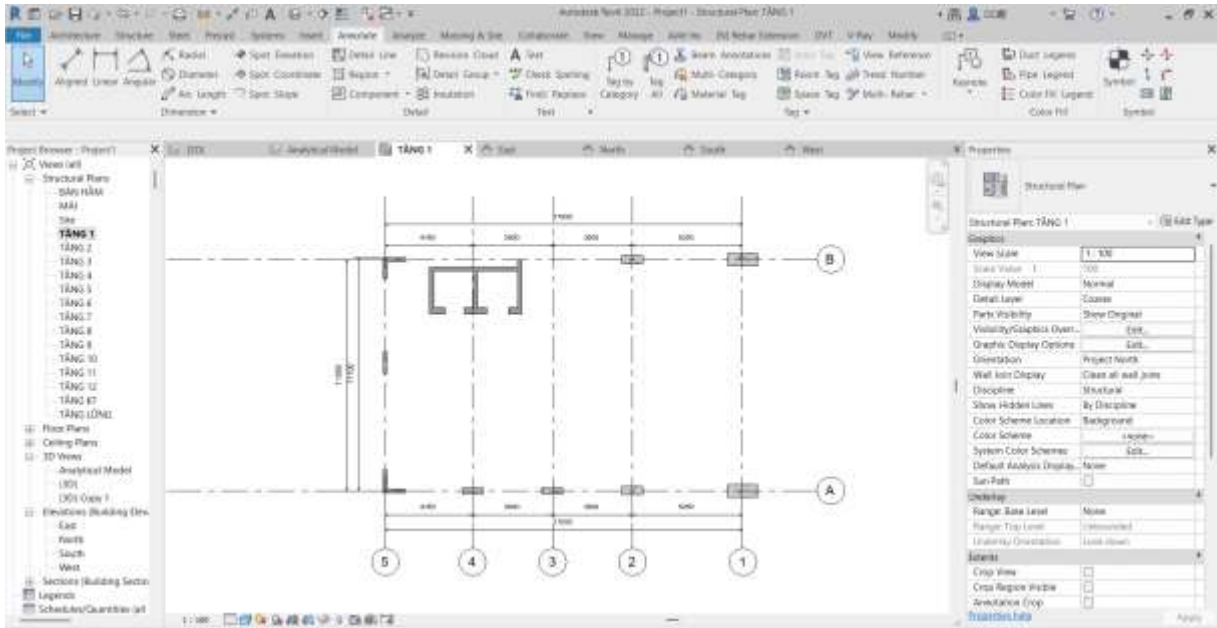 Autodesk Revit 2022 - Project1 - Structural Plan: TẦNG 1
File Architecture Structure Steel Precast Systems Insert Annotate Analyze Massing & Site Collaborate View Manage Add-Ins V-Ray Modify
Modify
Aligned Linear Angular
Radial
Diameter
Arc Length
Spot Elevation
Spot Coordinate
Spot Slope
Detail Line
Region
Component
Revision Cloud
Detail Group
Insulation
Text
Check Spelling
Find/ Replace
Tag by Category
Tag All
Beam Annotations
Multi-Category
Material Tag
Room Tag
Space Tag
View Reference
Tread Number
Multi- Rebar
Keynote
Duct Legend
Pipe Legend
Color Fill Legend
Symbol
Select
Dimension
Detail
Text
Tag
Color Fill
Symbol
Project Browser - Project1
Views (all)
Structural Plans
MÁI
Site
TẦNG 1
TẦNG 2
TẦNG 3
TẦNG 4
TẦNG 5
TẦNG 6
TẦNG 7
TẦNG 8
TẦNG 9
TẦNG 10
TẦNG 11
TẦNG 12
TẦNG KT
TẦNG LỬNG
Floor Plans
Ceiling Plans
3D Views
Analytical Model
{3D}
{3D} Copy 1
Elevations (Building Elev
East
North
South
West
Sections (Building Sectio
Legends
Schedules/Quantities (all
{3D}
Analytical Model
TẦNG 1
East
North
South
West
B
A
5
4
3
2
1
1 : 100
Properties
Structural Plan
Structural Plan: TẦNG 1
Edit Type
Graphics
View Scale 1 : 100
Scale Value 1: 100
Display Model Normal
Detail Level Coarse
Parts Visibility Show Original
Visibility/Graphics Overr... Edit...
Graphic Display Options Edit...
Orientation Project North
Wall Join Display Clean all wall joins
Discipline Structural
Show Hidden Lines By Discipline
Color Scheme Location Background
Color Scheme <none>
System Color Schemes Edit...
Default Analysis Display... None
Sun Path
Underlay
Range: Base Level None
Range: Top Level Unbounded
Underlay Orientation Look down
Extents
Crop View
Crop Region Visible
Annotation Crop
Properties help
Apply